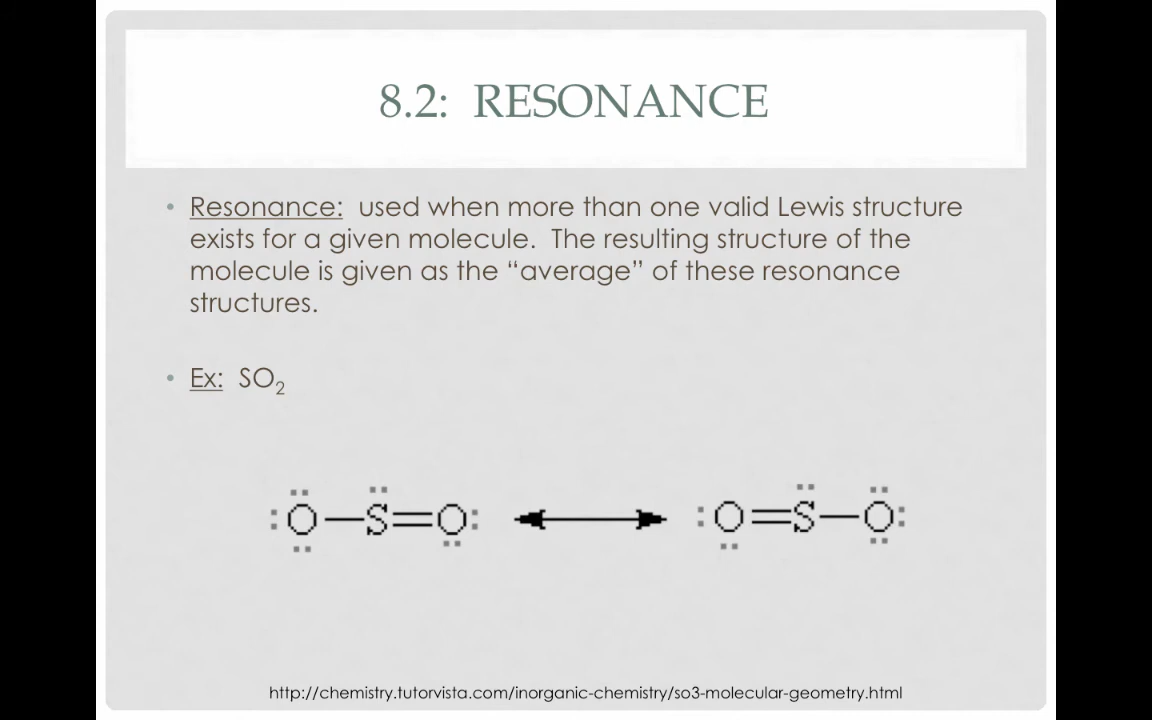 8.2: RESONANCE
• Resonance: used when more than one valid Lewis structure
exists for a given molecule. The resulting structure of the
molecule is given as the “average” of these resonance
structures.
• Ex: SO₂
:O—S=O: :O=S—O:
http://chemistry.tutorvista.com/inorganic-chemistry/so3-molecular-geometry.html